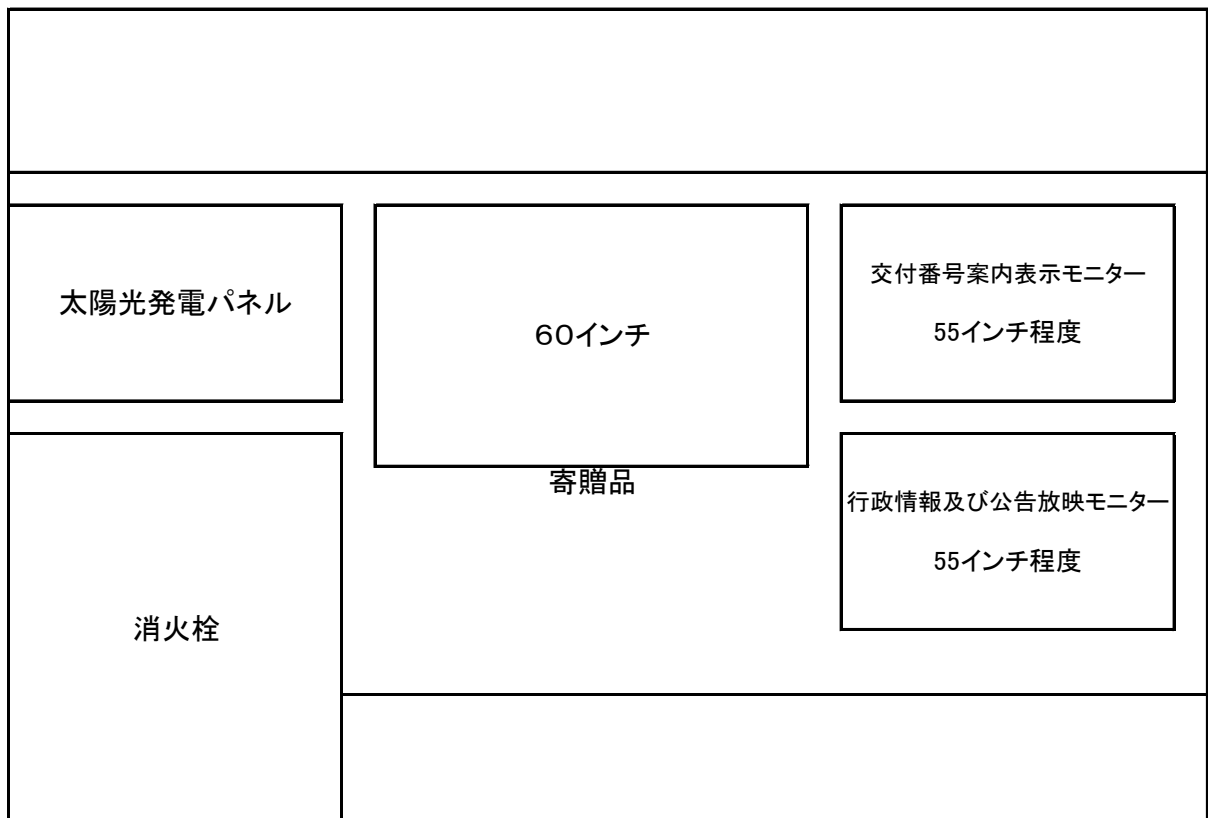 太陽光発電パネル
60インチ
寄贈品
交付番号案内表示モニター
55インチ程度
行政情報及び公告放映モニター
55インチ程度
消火栓